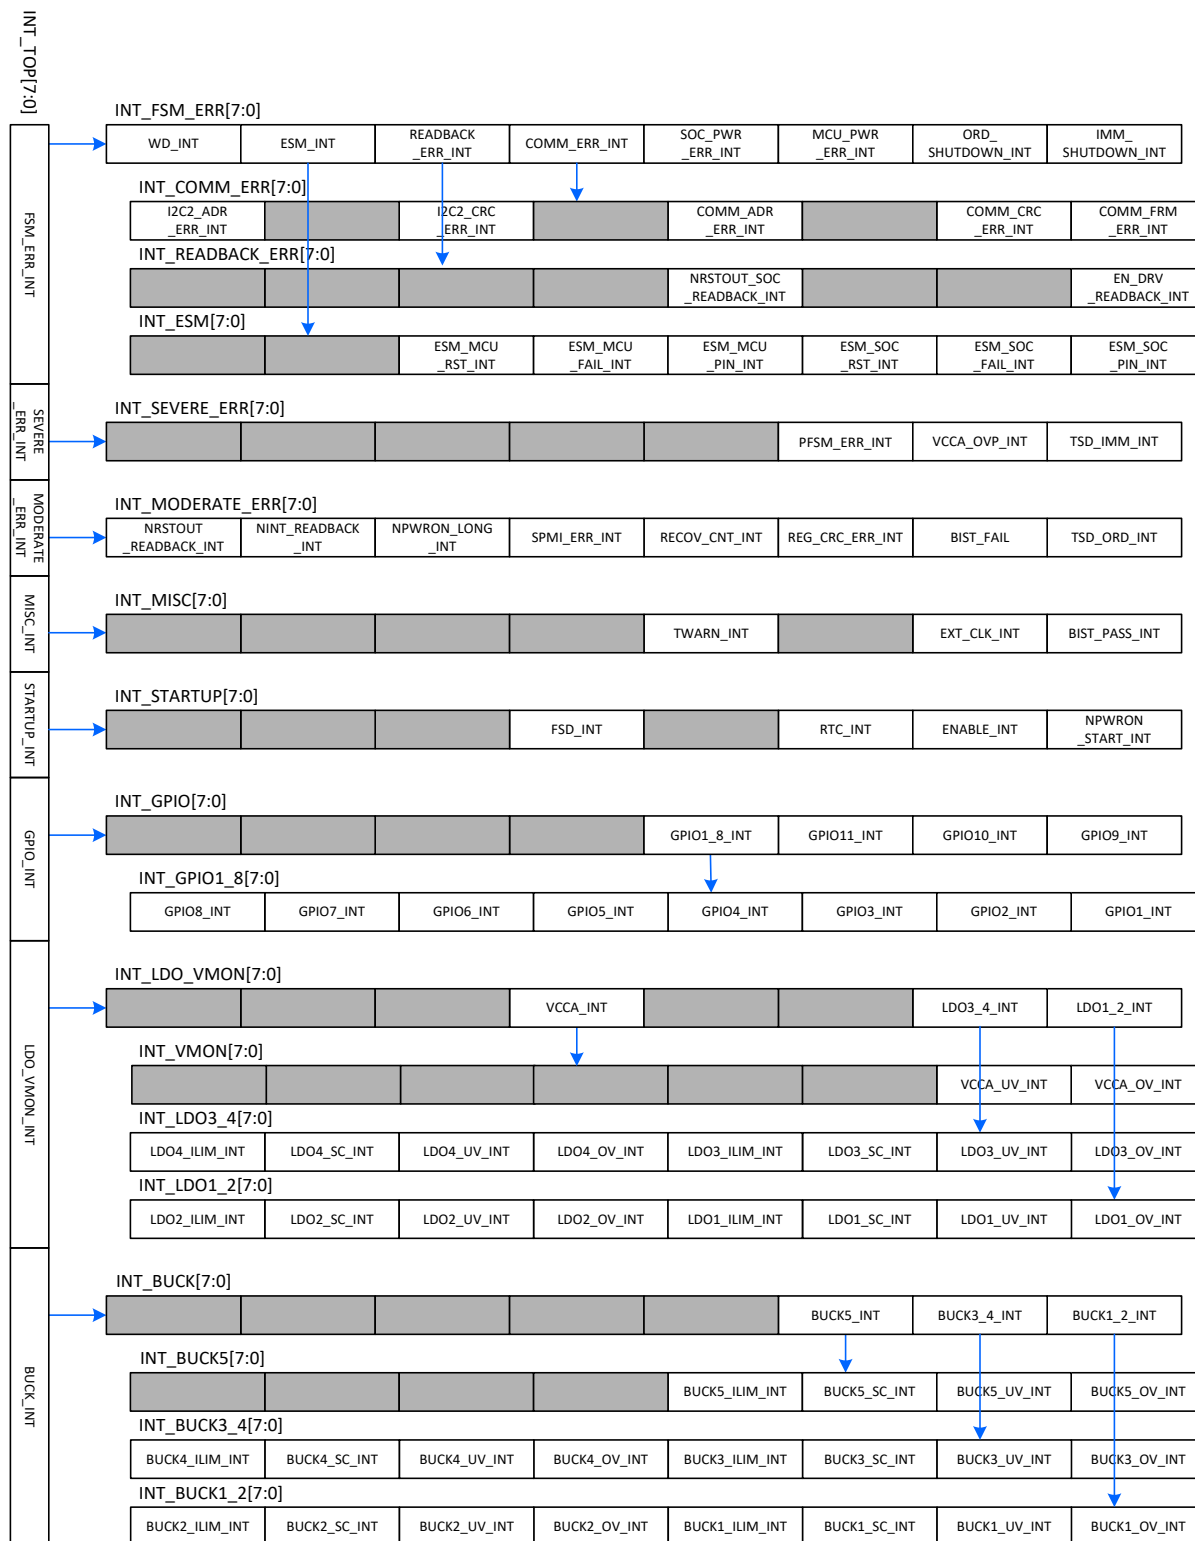 INT_TOP[7:0]
INT_FSM_ERR[7:0]
FSM_ERR_INT
WD_INT
ESM_INT
READBACK
_ERR_INT
COMM_ERR_INT
SOC_PWR
_ERR_INT
MCU_PWR
_ERR_INT
ORD_
SHUTDOWN_INT
IMM_
SHUTDOWN_INT
INT_COMM_ERR[7:0]
I2C2_ADR
_ERR_INT
I2C2_CRC
_ERR_INT
COMM_ADR
_ERR_INT
COMM_CRC
_ERR_INT
COMM_FRM
_ERR_INT
INT_READBACK_ERR[7:0]
NRSTOUT_SOC
_READBACK_INT
EN_DRV
_READBACK_INT
INT_ESM[7:0]
ESM_MCU
_RST_INT
ESM_MCU
_FAIL_INT
ESM_MCU
_PIN_INT
ESM_SOC
_RST_INT
ESM_SOC
_FAIL_INT
ESM_SOC
_PIN_INT
SEVERE
_ERR_INT
INT_SEVERE_ERR[7:0]
PFSM_ERR_INT
VCCA_OVP_INT
TSD_IMM_INT
MODERATE
_ERR_INT
INT_MODERATE_ERR[7:0]
NRSTOUT
_READBACK_INT
NINT_READBACK
_INT
NPWRON_LONG
_INT
SPMI_ERR_INT
RECOV_CNT_INT
REG_CRC_ERR_INT
BIST_FAIL
TSD_ORD_INT
MISC_INT
INT_MISC[7:0]
TWARN_INT
EXT_CLK_INT
BIST_PASS_INT
STARTUP_INT
INT_STARTUP[7:0]
FSD_INT
RTC_INT
ENABLE_INT
NPWRON
_START_INT
GPIO_INT
INT_GPIO[7:0]
GPIO1_8_INT
GPIO11_INT
GPIO10_INT
GPIO9_INT
INT_GPIO1_8[7:0]
GPIO8_INT
GPIO7_INT
GPIO6_INT
GPIO5_INT
GPIO4_INT
GPIO3_INT
GPIO2_INT
GPIO1_INT
LDO_VMON_INT
INT_LDO_VMON[7:0]
VCCA_INT
LDO3_4_INT
LDO1_2_INT
INT_VMON[7:0]
VCCA_UV_INT
VCCA_OV_INT
INT_LDO3_4[7:0]
LDO4_ILIM_INT
LDO4_SC_INT
LDO4_UV_INT
LDO4_OV_INT
LDO3_ILIM_INT
LDO3_SC_INT
LDO3_UV_INT
LDO3_OV_INT
INT_LDO1_2[7:0]
LDO2_ILIM_INT
LDO2_SC_INT
LDO2_UV_INT
LDO2_OV_INT
LDO1_ILIM_INT
LDO1_SC_INT
LDO1_UV_INT
LDO1_OV_INT
BUCK_INT
INT_BUCK[7:0]
BUCK5_INT
BUCK3_4_INT
BUCK1_2_INT
INT_BUCK5[7:0]
BUCK5_ILIM_INT
BUCK5_SC_INT
BUCK5_UV_INT
BUCK5_OV_INT
INT_BUCK3_4[7:0]
BUCK4_ILIM_INT
BUCK4_SC_INT
BUCK4_UV_INT
BUCK4_OV_INT
BUCK3_ILIM_INT
BUCK3_SC_INT
BUCK3_UV_INT
BUCK3_OV_INT
INT_BUCK1_2[7:0]
BUCK2_ILIM_INT
BUCK2_SC_INT
BUCK2_UV_INT
BUCK2_OV_INT
BUCK1_ILIM_INT
BUCK1_SC_INT
BUCK1_UV_INT
BUCK1_OV_INT